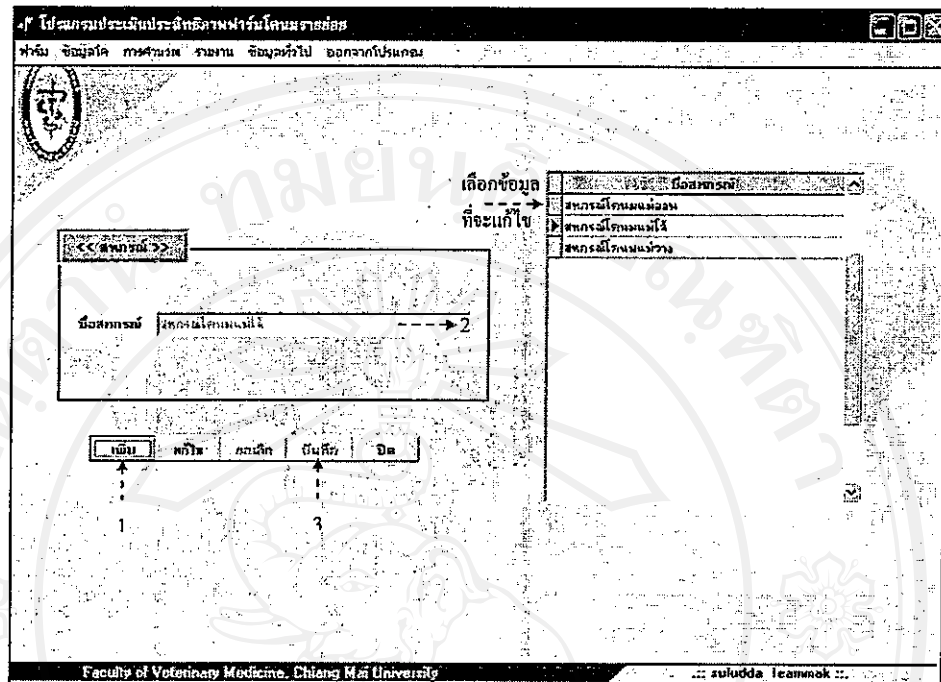 โปรแกรมประเมินประสิทธิภาพฟาร์มโคนมรายย่อย
ฟาร์ม ข้อมูลโค การคำนวณ รายงาน ข้อมูลทั่วไป ออกจากโปรแกรม
เลือกข้อมูล
ที่จะแก้ไข
ชื่อสหกรณ์
สหกรณ์โคนมแม่ออน
สหกรณ์โคนมแม่โจ้
สหกรณ์โคนมแม่วาง
<< สหกรณ์ >>
ชื่อสหกรณ์ สหกรณ์โคนมแม่โจ้ 2
เพิ่ม แก้ไข ยกเลิก บันทึก ปิด
1 3
Faculty of Veterinary Medicine, Chiang Mai University
.:: suludda leamwak ::.